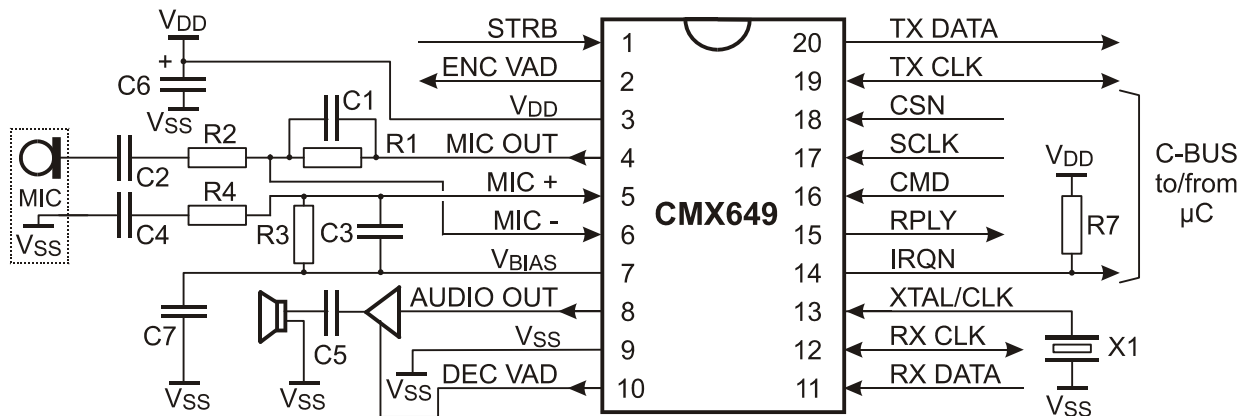 VDD
+
C6
VSS
MIC
VSS
C2
R2
C1
R1
C4
R4
R3
C3
C7
VSS
C5
VSS
VSS
STRB
ENC VAD
VDD
MIC OUT
MIC +
MIC -
VBIAS
AUDIO OUT
VSS
DEC VAD
1
2
3
4
5
6
7
8
9
10
CMX649
20
19
18
17
16
15
14
13
12
11
TX DATA
TX CLK
CSN
SCLK
CMD
RPLY
IRQN
XTAL/CLK
RX CLK
RX DATA
VDD
R7
C-BUS
to/from
µC
X1
VSS